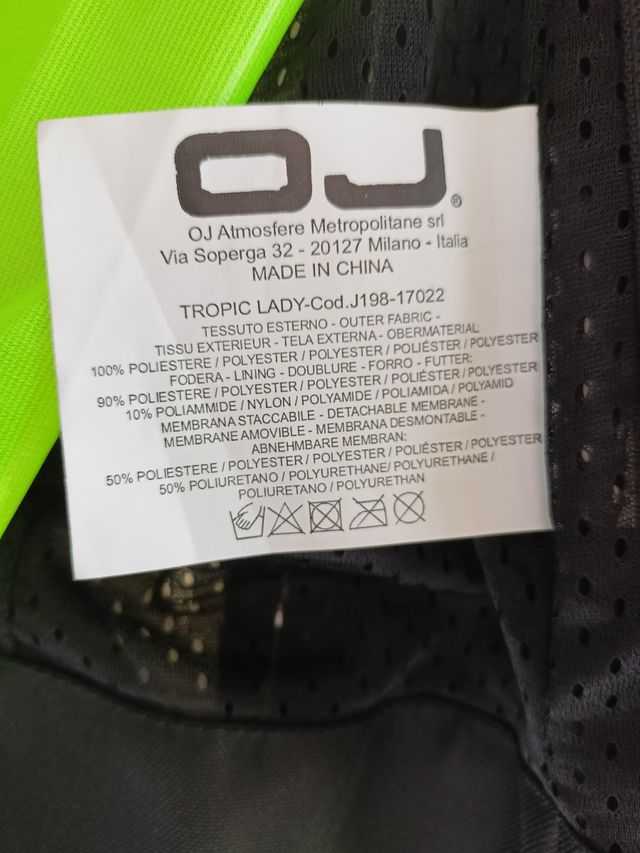 OJ®
OJ Atmosfere Metropolitane srl
Via Soperga 32 - 20127 Milano - Italia
MADE IN CHINA
TROPIC LADY-Cod.J198-17022
TESSUTO ESTERNO - OUTER FABRIC -
TISSU EXTERIEUR - TELA EXTERNA - OBERMATERIAL
100% POLIESTERE / POLYESTER / POLYESTER / POLIÉSTER / POLYESTER
FODERA - LINING - DOUBLURE - FORRO - FUTTER:
90% POLIESTERE / POLYESTER / POLYESTER / POLIÉSTER / POLYESTER
10% POLIAMMIDE / NYLON / POLYAMIDE / POLIAMIDA / POLYAMID
MEMBRANA STACCABILE - DETACHABLE MEMBRANE -
MEMBRANE AMOVIBLE - MEMBRANA DESMONTABLE -
ABNEHMBARE MEMBRAN:
50% POLIESTERE / POLYESTER / POLYESTER / POLIÉSTER / POLYESTER
50% POLIURETANO / POLYURETHANE/ POLYURETHANE /
POLIURETANO / POLYURETHAN